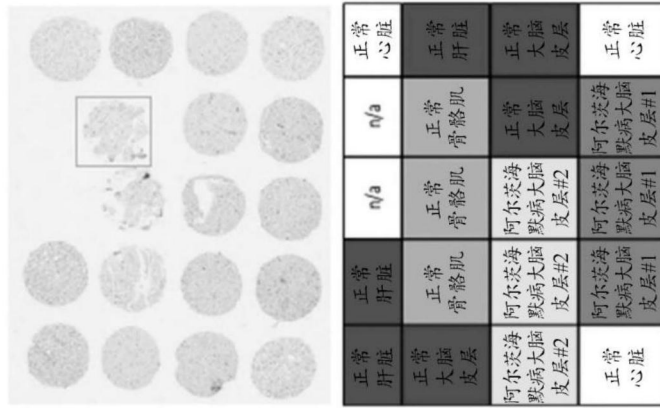 正常
肝脏
正常
肝脏
n/a
n/a
正常
心脏
正常
大脑
皮层
正常
骨骼肌
正常
骨骼肌
正常
骨骼肌
正常
肝脏
阿尔茨海
默病大脑
皮层#2
阿尔茨海
默病大脑
皮层#2
阿尔茨海
默病大脑
皮层#2
正常
大脑
皮层
正常
大脑
皮层
正常
心脏
阿尔茨海
默病大脑
皮层#1
阿尔茨海
默病大脑
皮层#1
阿尔茨海
默病大脑
皮层#1
正常
心脏